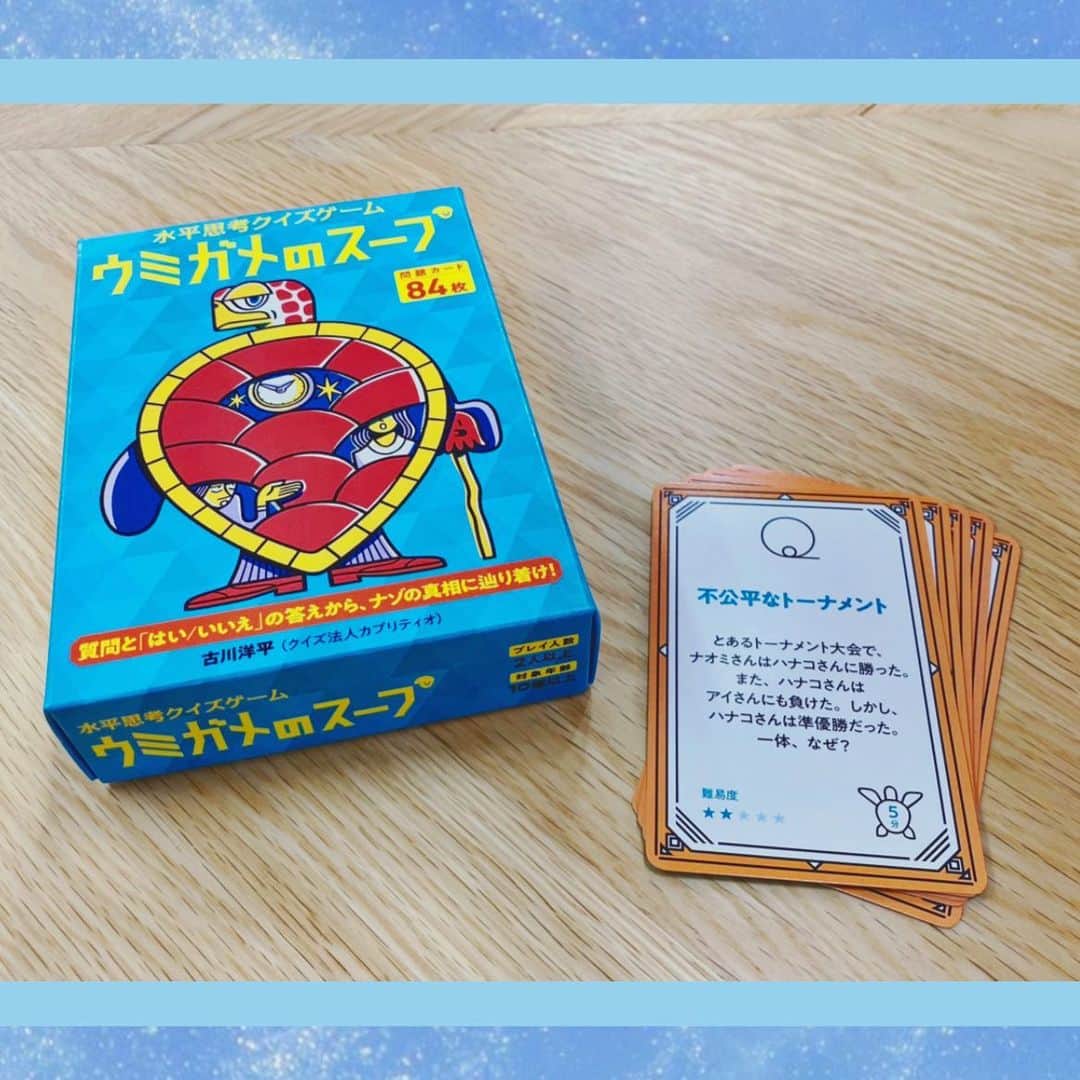 水平思考クイズゲーム
ウミガメのスープ
問題カード
84枚
質問と「はい/いいえ」の答えから、ナゾの真相に辿り着け!
古川洋平(クイズ法人カプリティオ)
水平思考クイズゲーム
ウミガメのスープ
プレイ人数
2人以上
対象年齢
10歳以上
不公平なトーナメント
とあるトーナメント大会で、
ナオミさんはハナコさんに勝った。
また、ハナコさんは
アイさんにも負けた。しかし、
ハナコさんは準優勝だった。
一体、なぜ?
難易度
★★★★★
5
分